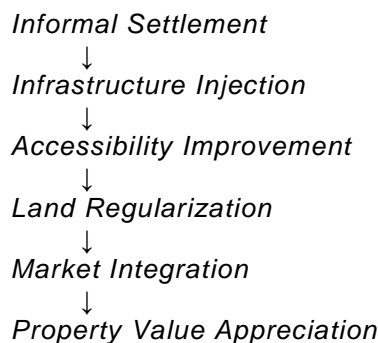 Informal Settlement
↓
Infrastructure Injection
↓
Accessibility Improvement
↓
Land Regularization
↓
Market Integration
↓
Property Value Appreciation